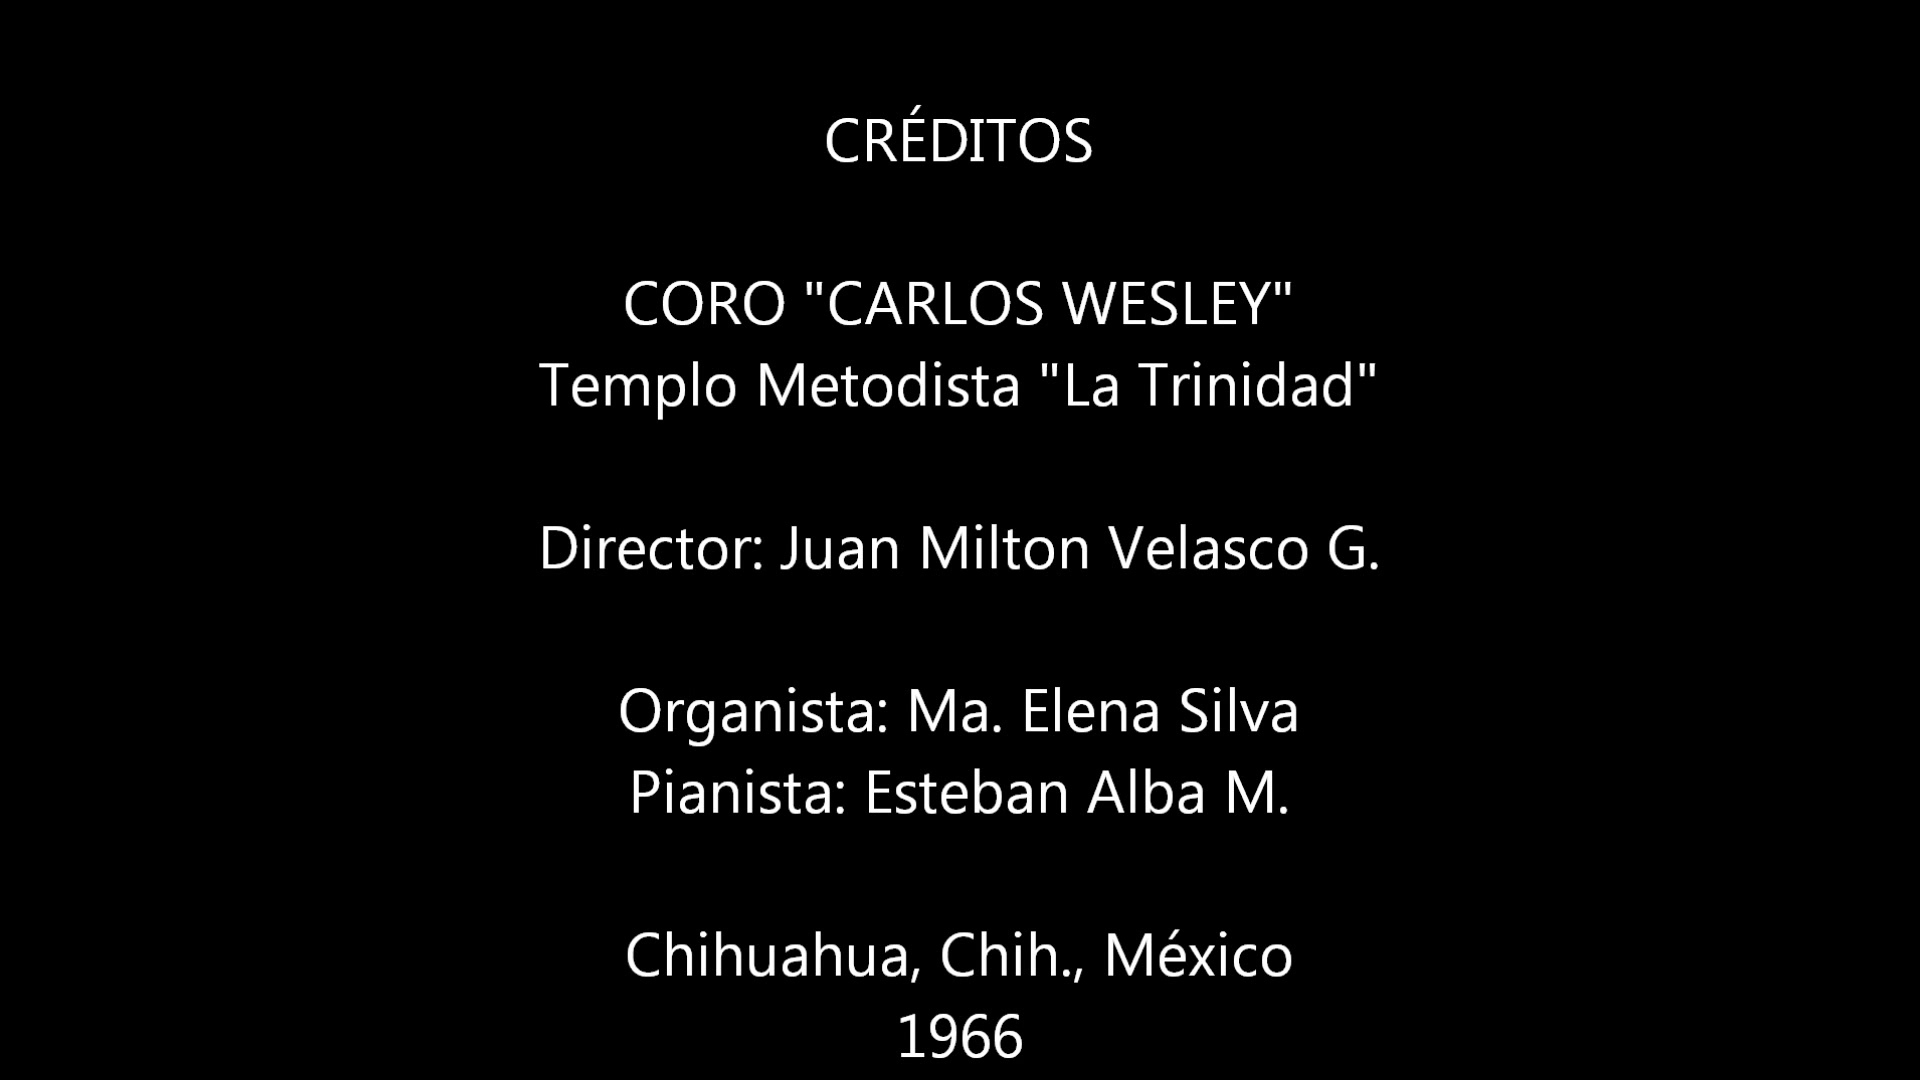 CRÉDITOS
CORO "CARLOS WESLEY"
Templo Metodista "La Trinidad"
Director: Juan Milton Velasco G.
Organista: Ma. Elena Silva
Pianista: Esteban Alba M.
Chihuahua, Chih., México
1966